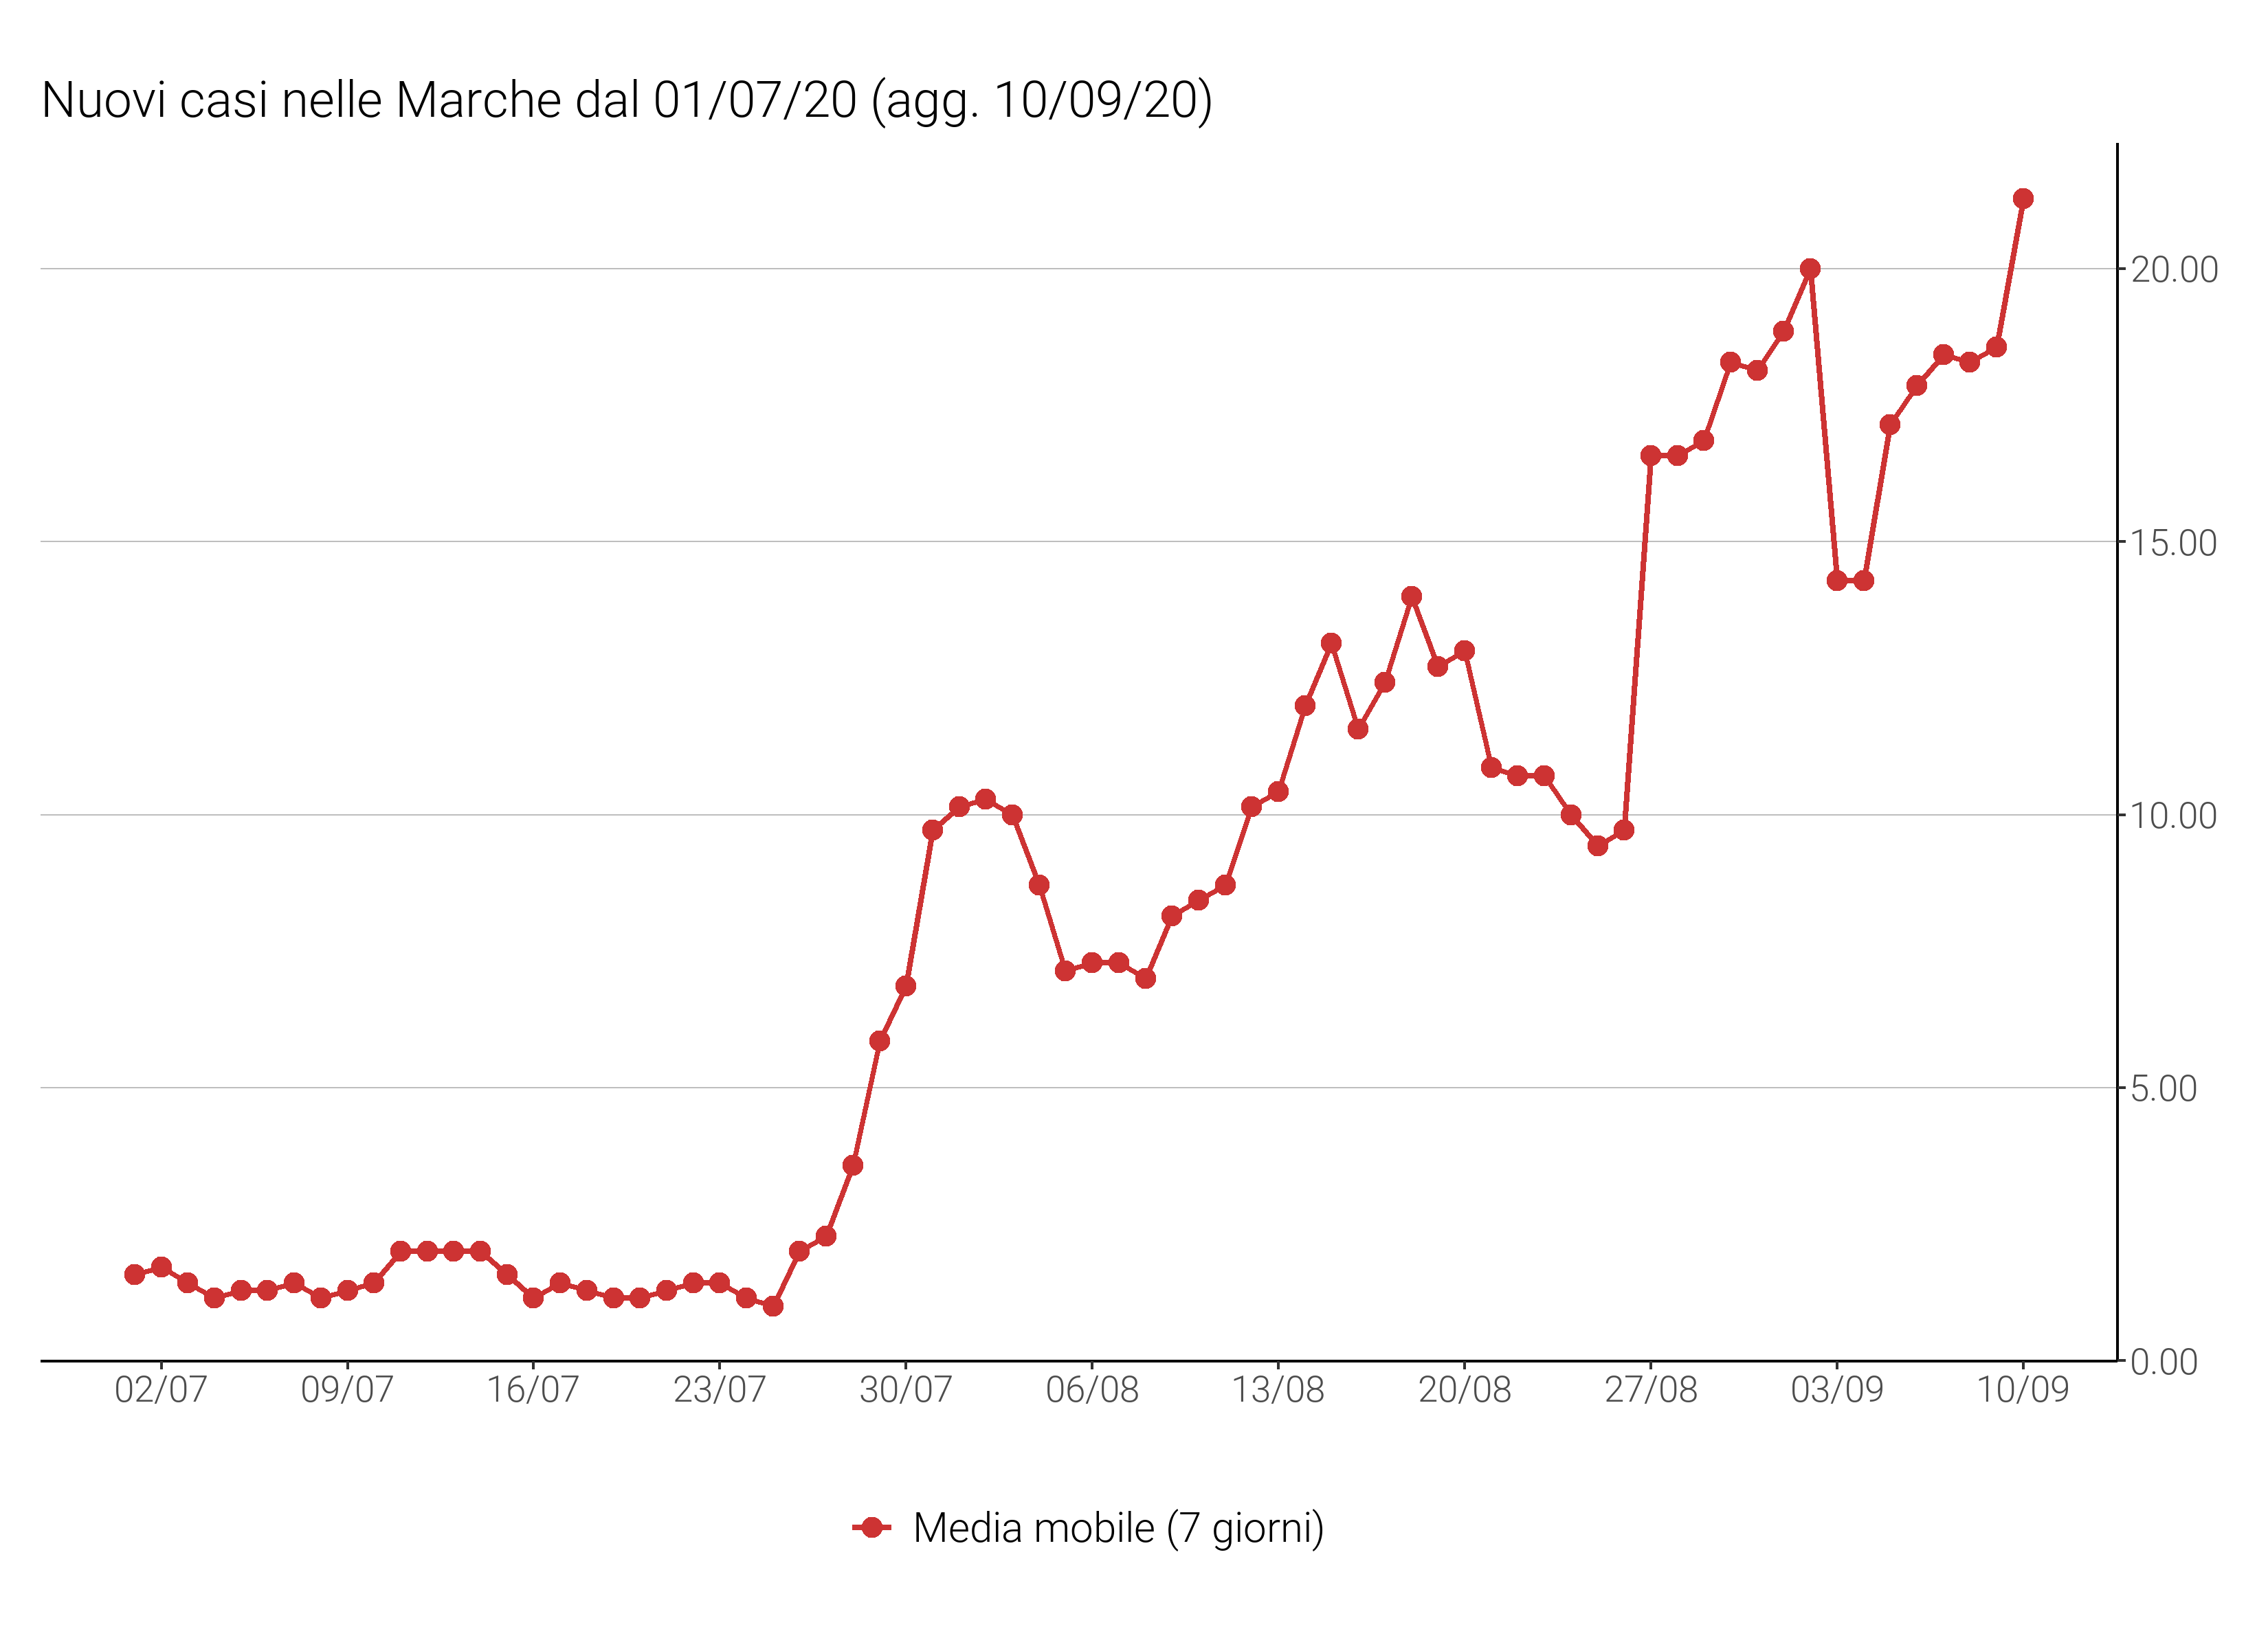 Nuovi casi nelle Marche dal 01/07/20 (agg. 10/09/20)
20.00
15.00
10.00
5.00
0.00
02/07 09/07 16/07 23/07 30/07 06/08 13/08 20/08 27/08 03/09 10/09
Media mobile (7 giorni)